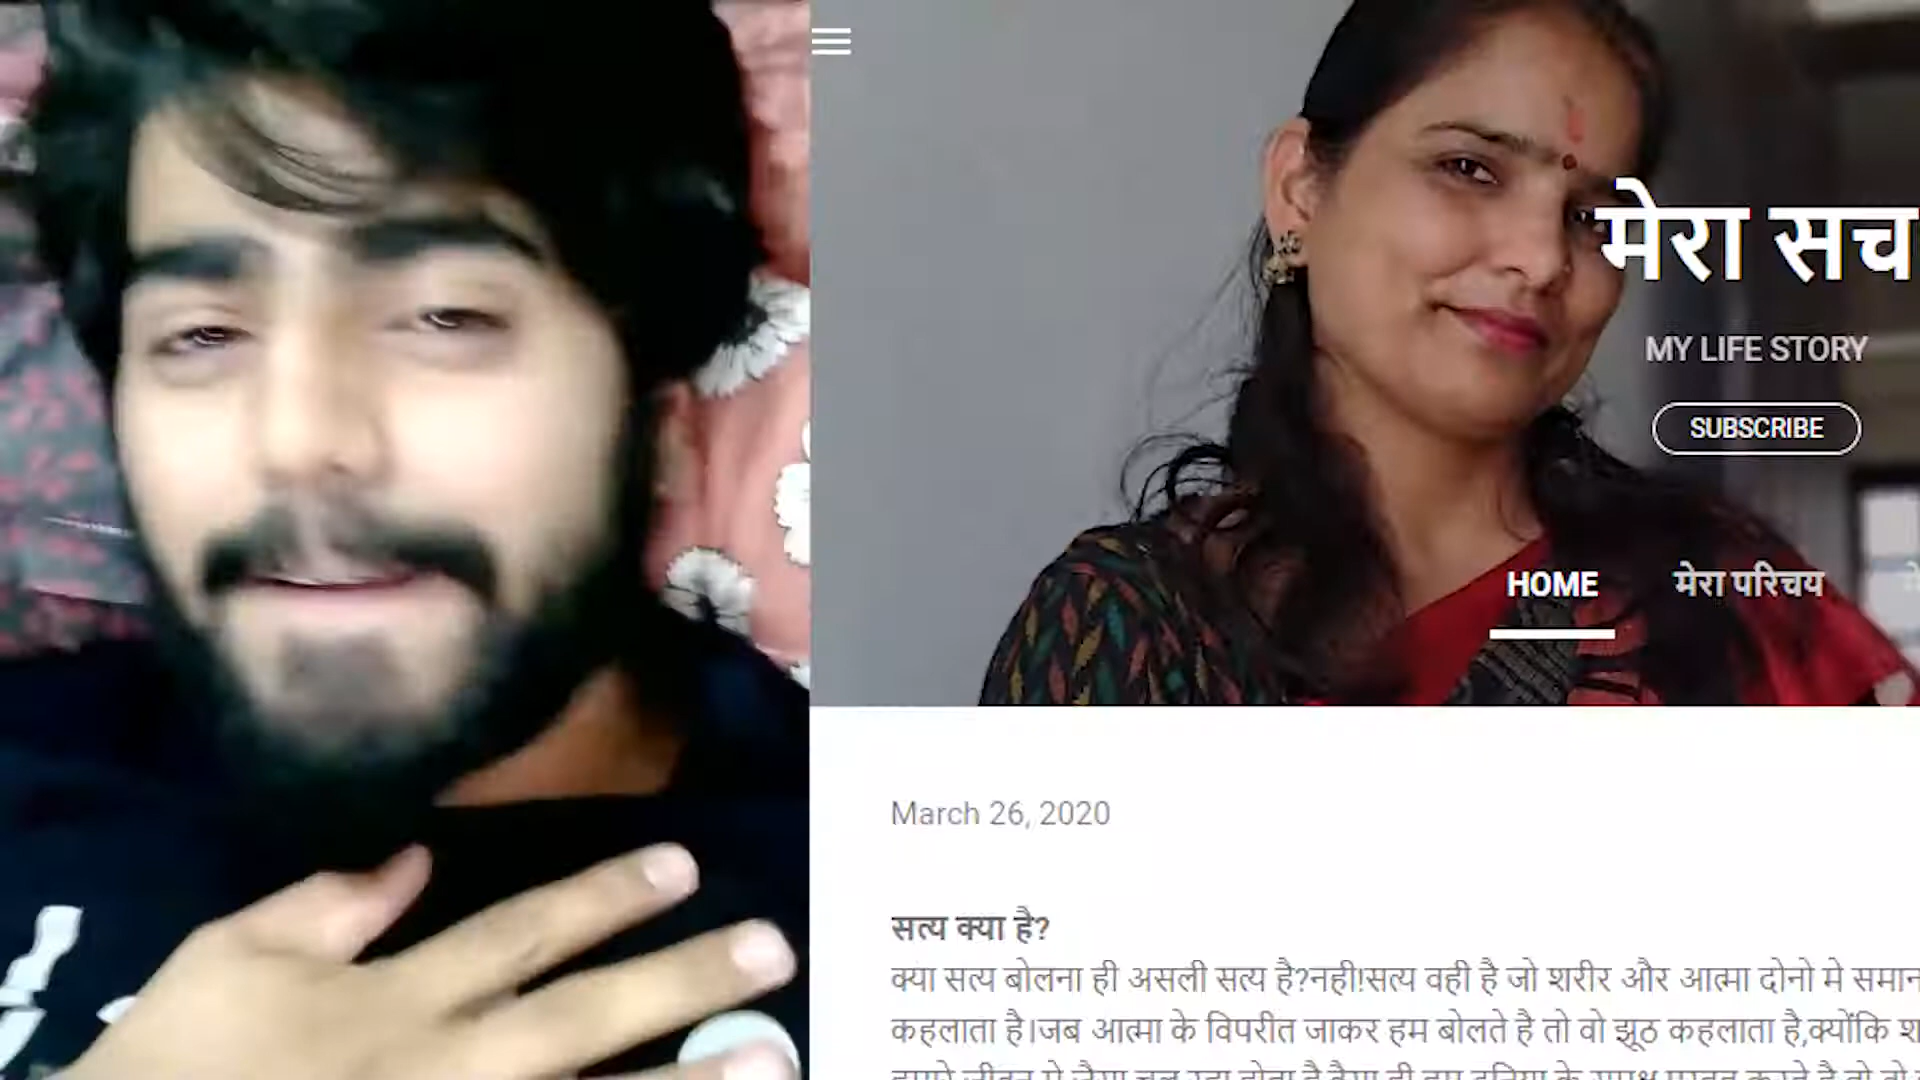 मेरा सच
MY LIFE STORY
SUBSCRIBE
HOME
मेरा परिचय
March 26, 2020
सत्य क्या है?
क्या सत्य बोलना ही असली सत्य है?नही!सत्य वही है जो शरीर और आत्मा दोनो मे समान
कहलाता है।जब आत्मा के विपरीत जाकर हम बोलते है तो वो झूठ कहलाता है,क्योंकि श